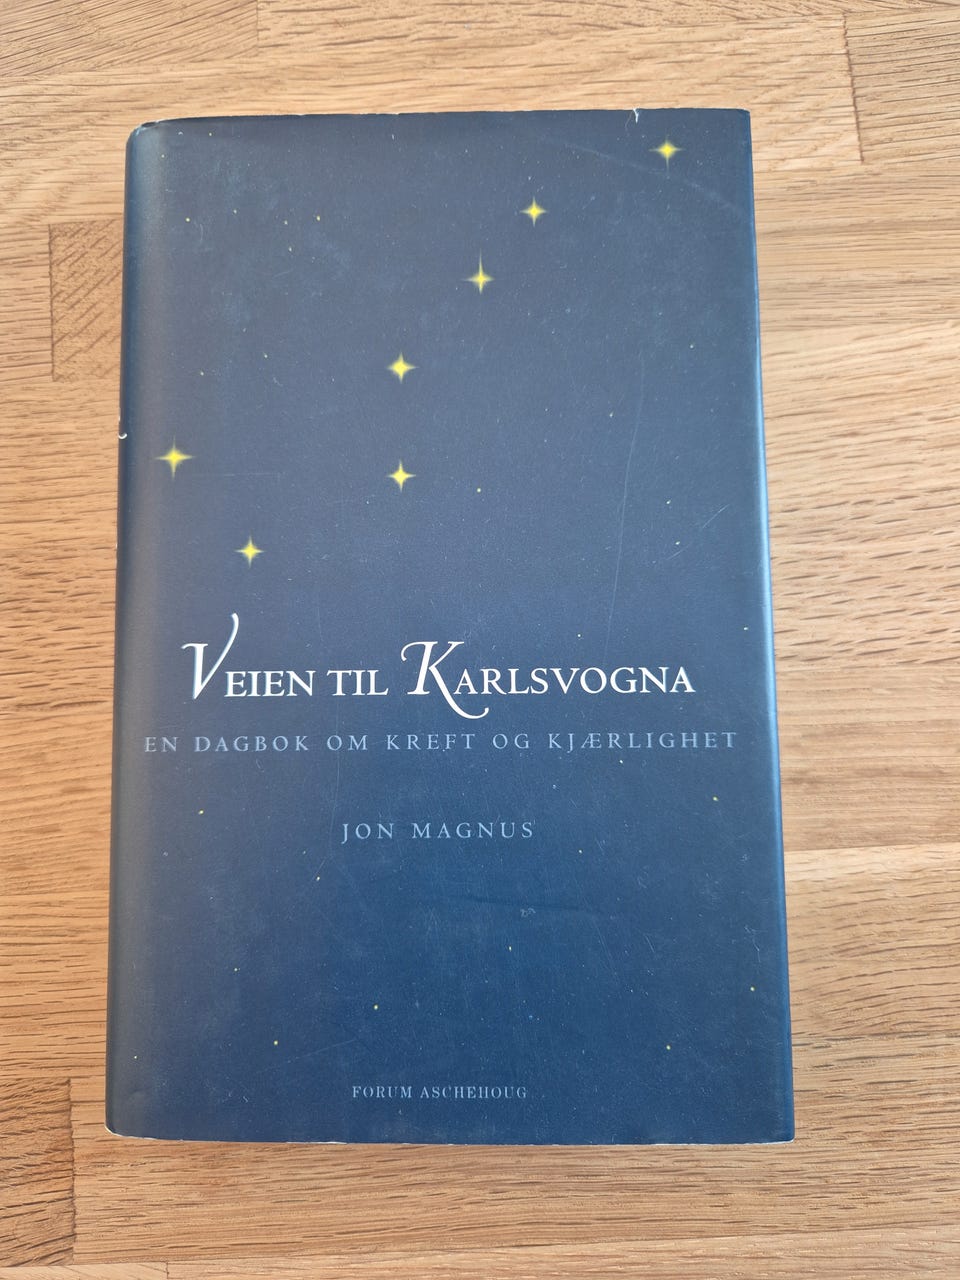 VEIEN TIL KARLSVOGNA
EN DAGBOK OM KREFT OG KJÆRLIGHET
JON MAGNUS
FORUM ASCHEHOUG